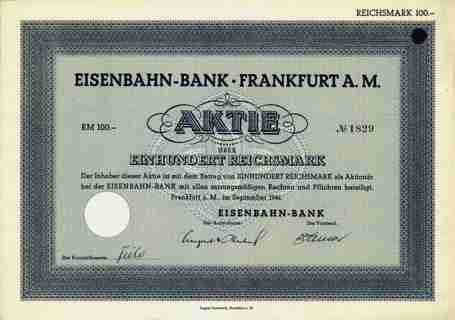 REICHSMARK 100.–
EISENBAHN-BANK · FRANKFURT A. M.
RM 100.–
AKTIE
№ 1829
ÜBER
EINHUNDERT REICHSMARK
Der Inhaber dieser Aktie ist mit dem Betrag von EINHUNDERT REICHSMARK als Aktionär
bei der EISENBAHN-BANK mit allen satzungsmäßigen Rechten und Pflichten beteiligt.
Frankfurt a. M., im September
EISENBAHN-BANK
Der Aufsichtsrat: Der Vorstand:
Der Kontrollbeamte: